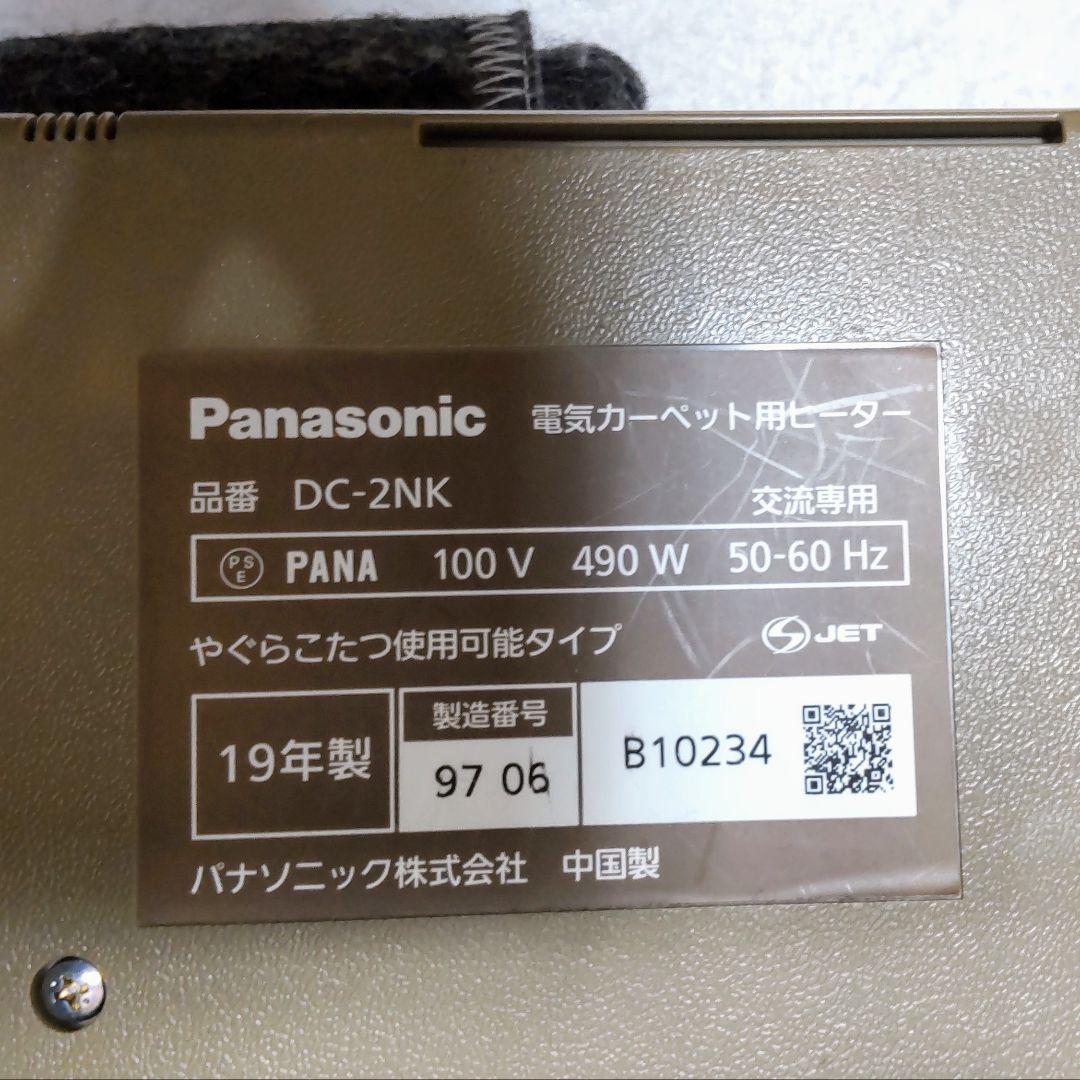 Panasonic 電気カーペット用ヒーター
品番 DC-2NK 交流専用
PSE PANA 100 V 490 W 50-60 Hz
やぐらこたつ使用可能タイプ JET
19年製 製造番号 97 06 B10234
パナソニック株式会社 中国製